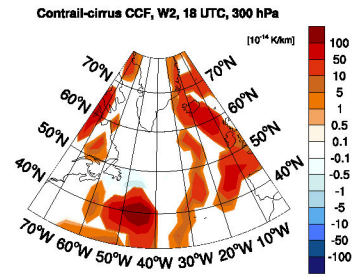 Contrail-cirrus CCF, W2, 18 UTC, 300 hPa
[10⁻¹⁴ K/km]
70°N 70°N
60°N 60°N
50°N 50°N
40°N 40°N
70°W 60°W 50°W 40°W 30°W 20°W 10°W
100
50
10
5
1
0.5
0.1
-0.1
-0.5
-1
-5
-10
-50
-100